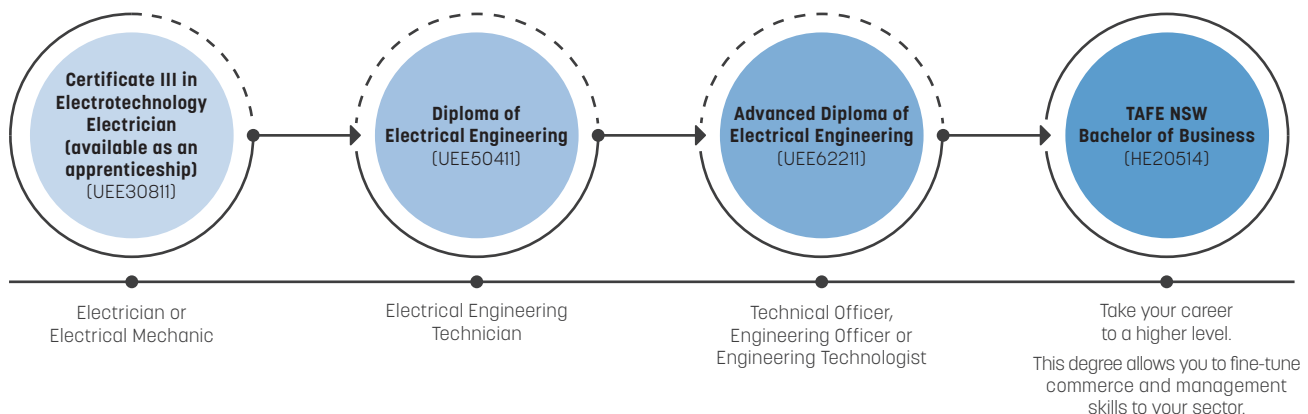 Certificate III in
Electrotechnology
Electrician
(available as an
apprenticeship)
(UEE30811)
Diploma of
Electrical Engineering
(UEE50411)
Advanced Diploma of
Electrical Engineering
(UEE62211)
TAFE NSW
Bachelor of Business
(HE20514)
Electrician or
Electrical Mechanic
Electrical Engineering
Technician
Technical Officer,
Engineering Officer or
Engineering Technologist
Take your career
to a higher level.
This degree allows you to fine-tune
commerce and management
skills to your sector.